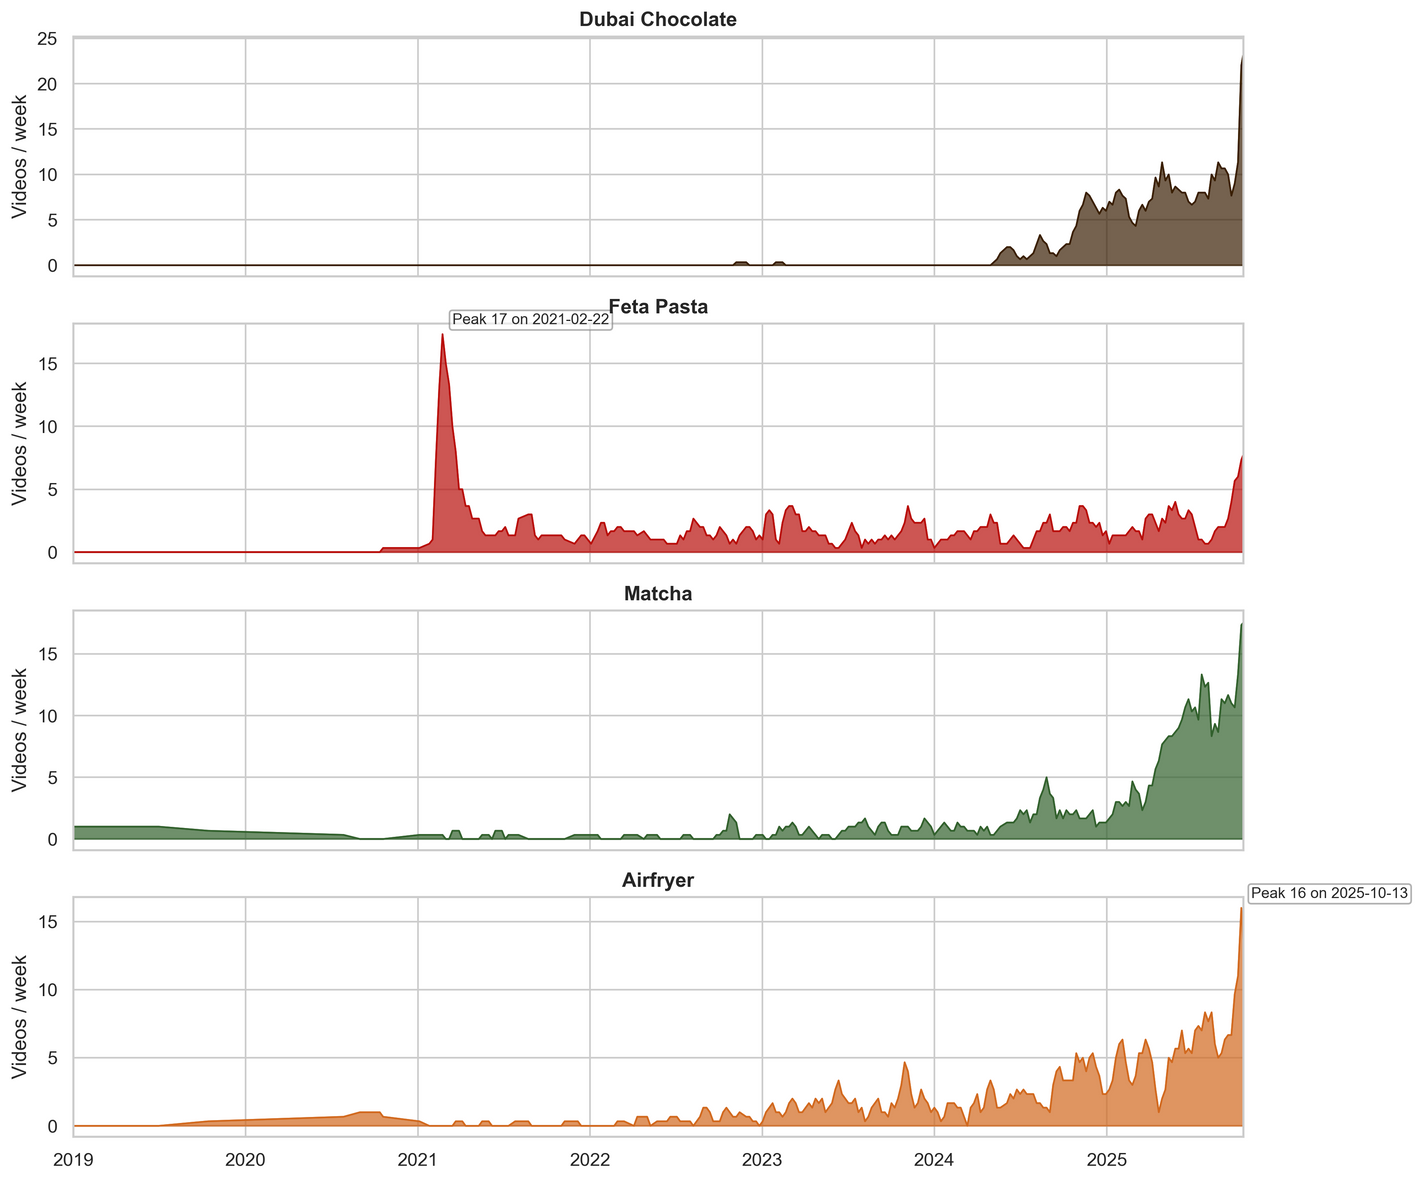 Dubai Chocolate
Videos / week
25
20
15
10
5
0
Feta Pasta
Peak 17 on 2021-02-22
Videos / week
15
10
5
0
Matcha
Videos / week
15
10
5
0
Airfryer
Peak 16 on 2025-10-13
Videos / week
15
10
5
0
2019 2020 2021 2022 2023 2024 2025